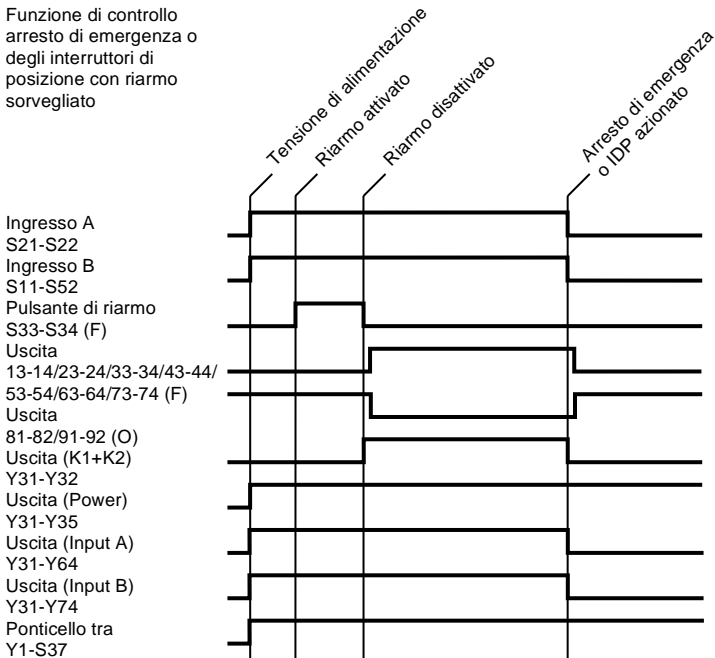 Funzione di controllo
arresto di emergenza o
degli interruttori di
posizione con riarmo
sorvegliato
Tensione di alimentazione
Riarmo attivato
Riarmo disattivato
Arresto di emergenza
o IDP azionato
Ingresso A
S21-S22
Ingresso B
S11-S52
Pulsante di riarmo
S33-S34 (F)
Uscita
13-14/23-24/33-34/43-44/
53-54/63-64/73-74 (F)
Uscita
81-82/91-92 (O)
Uscita (K1+K2)
Y31-Y32
Uscita (Power)
Y31-Y35
Uscita (Input A)
Y31-Y64
Uscita (Input B)
Y31-Y74
Ponticello tra
Y1-S37